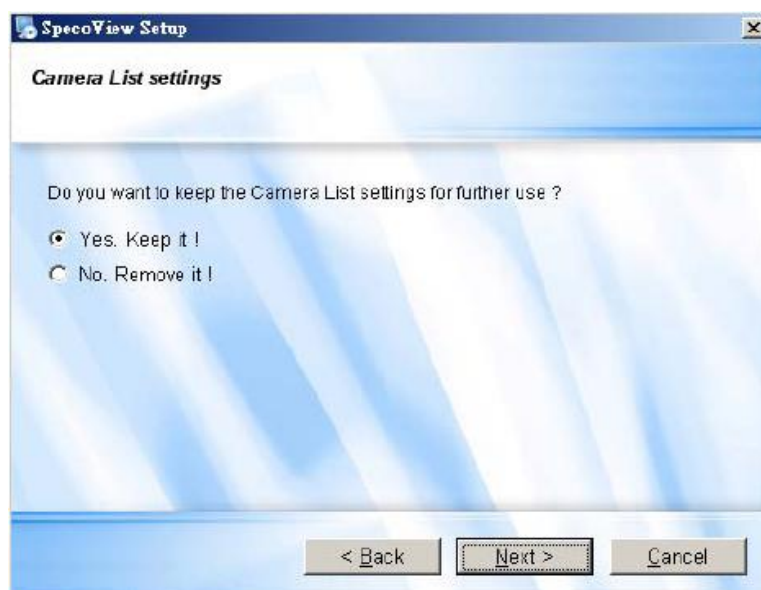 SpecoView Setup
Camera List settings
Do you want to keep the Camera List settings for further use ?
Yes. Keep it !
No. Remove it !
< Back Next > Cancel